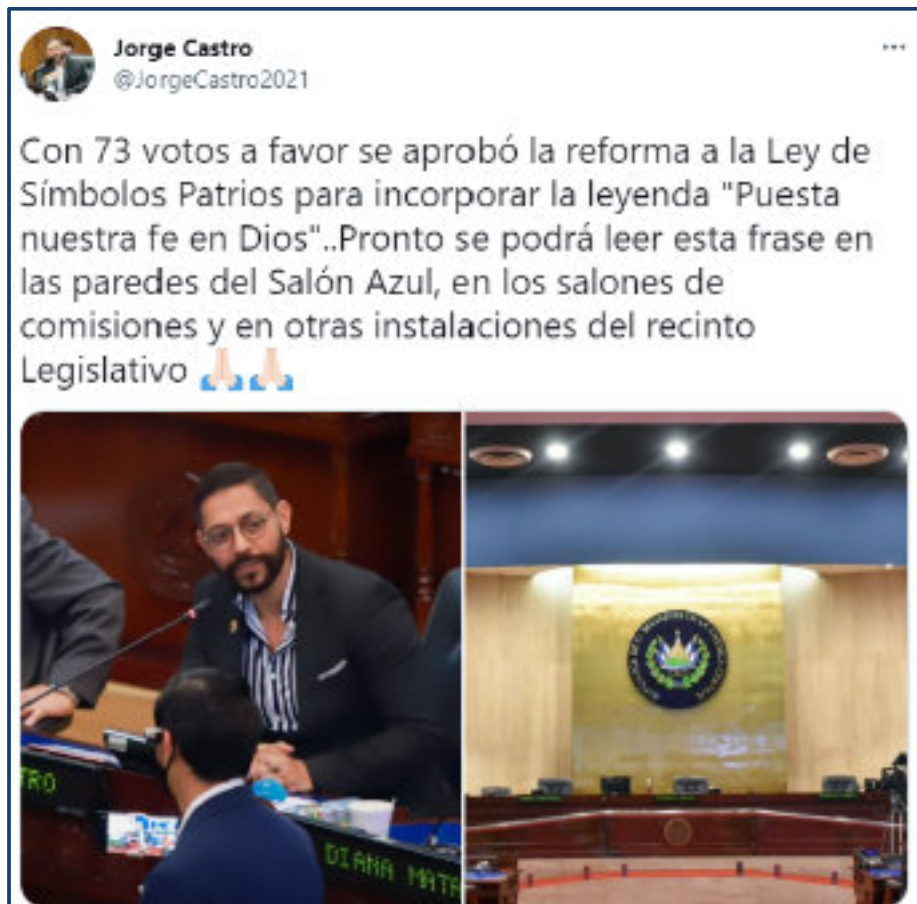 Jorge Castro
@JorgeCastro2021
Con 73 votos a favor se aprobó la reforma a la Ley de
Símbolos Patrios para incorporar la leyenda "Puesta
nuestra fe en Dios"..Pronto se podrá leer esta frase en
las paredes del Salón Azul, en los salones de
comisiones y en otras instalaciones del recinto
Legislativo 🙏🏻🙏🏻
TRO
DIANA MATA